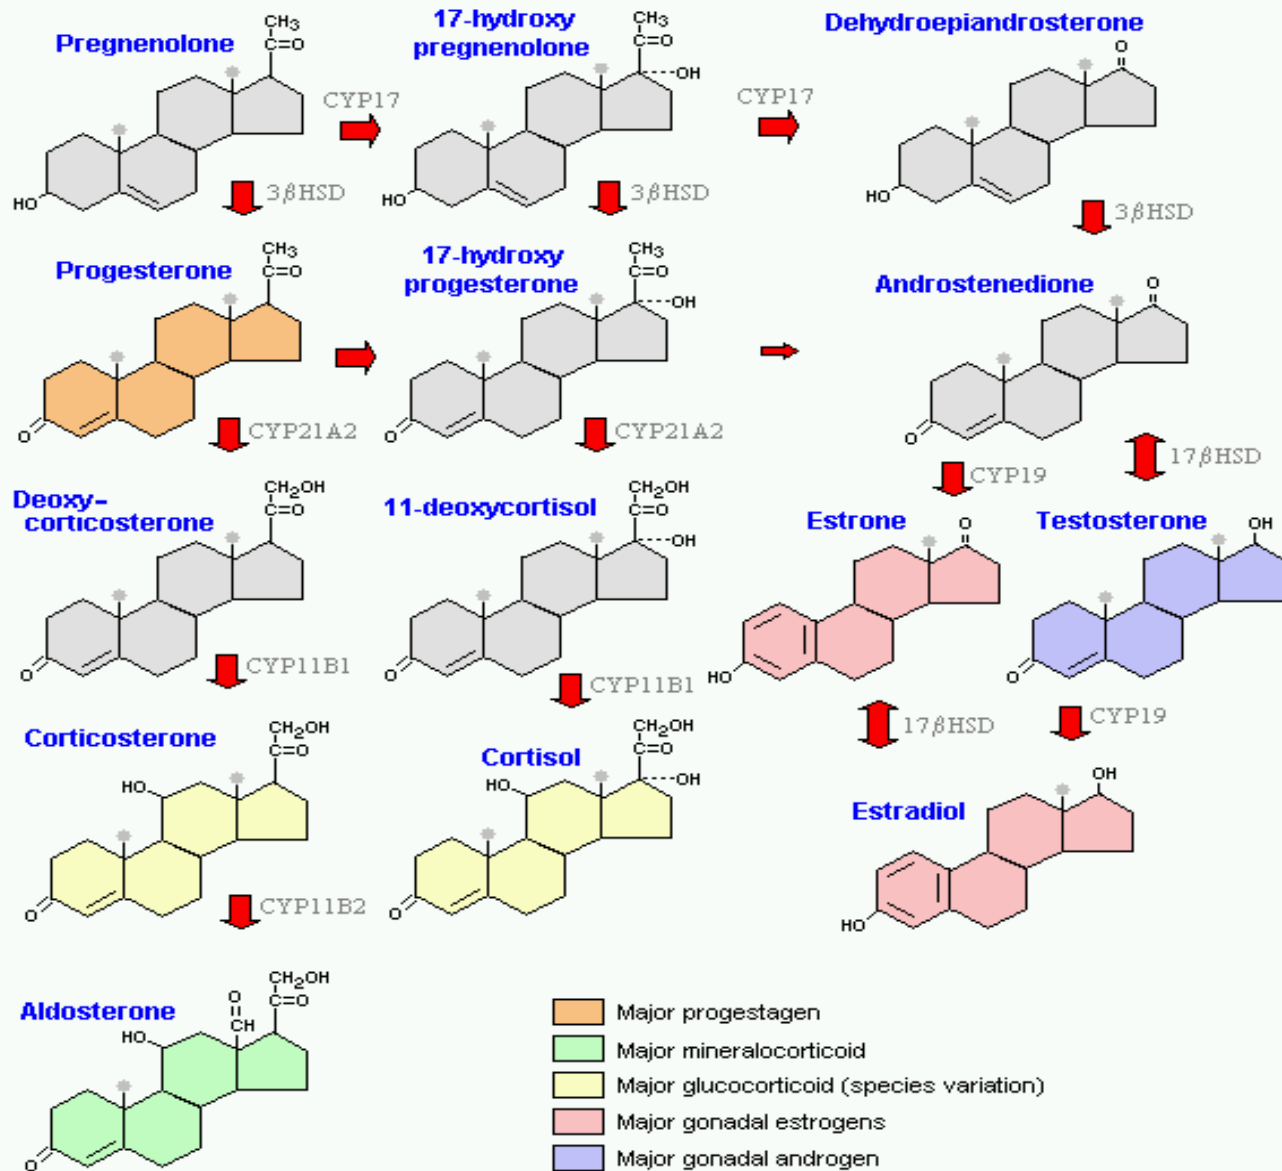 Pregnenolone
CH3
C=O
HO
CYP17
3βHSD
17-hydroxy
pregnenolone
CH3
C=O
OH
HO
CYP17
3βHSD
Dehydroepiandrosterone
O
HO
3βHSD
Progesterone
CH3
C=O
O
CYP21A2
17-hydroxy
progesterone
CH3
C=O
OH
O
CYP21A2
Androstenedione
O
O
CYP19
17βHSD
Deoxy-
corticosterone
CH2OH
C=O
O
CYP11B1
11-deoxycortisol
CH2OH
C=O
OH
O
CYP11B1
Estrone
O
HO
17βHSD
Testosterone
OH
O
CYP19
Corticosterone
CH2OH
C=O
HO
O
CYP11B2
Cortisol
CH2OH
C=O
OH
HO
O
Estradiol
OH
HO
Aldosterone
CH2OH
C=O
O
CH
HO
O
Major progestagen
Major mineralocorticoid
Major glucocorticoid (species variation)
Major gonadal estrogens
Major gonadal androgen